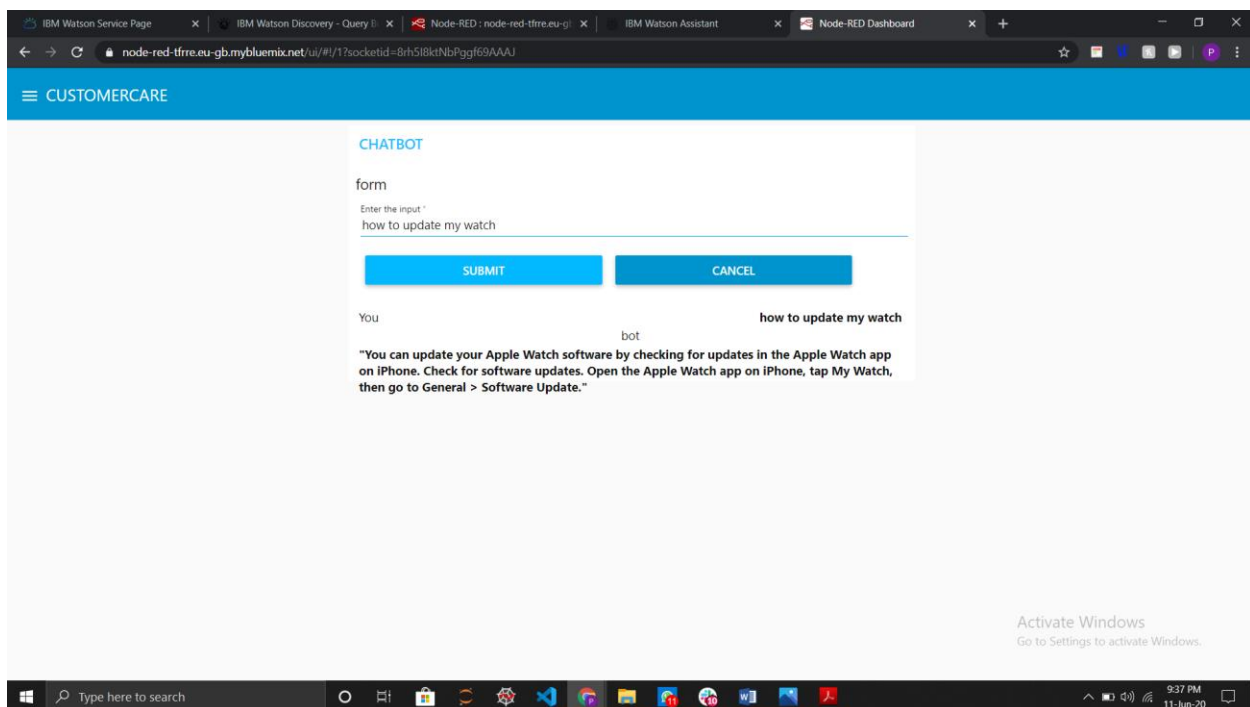 IBM Watson Service Page
IBM Watson Discovery - Query B
Node-RED : node-red-tfrre.eu-gb
IBM Watson Assistant
Node-RED Dashboard
node-red-tfrre.eu-gb.mybluemix.net/ui/#!/1?socketid=8rh5I8ktNbPggf69AAAJ
P
CUSTOMERCARE
CHATBOT
form
Enter the input *
how to update my watch
SUBMIT CANCEL
You how to update my watch
bot
"You can update your Apple Watch software by checking for updates in the Apple Watch app
on iPhone. Check for software updates. Open the Apple Watch app on iPhone, tap My Watch,
then go to General > Software Update."
Activate Windows
Go to Settings to activate Windows.
Type here to search
9:37 PM
11-Jun-20